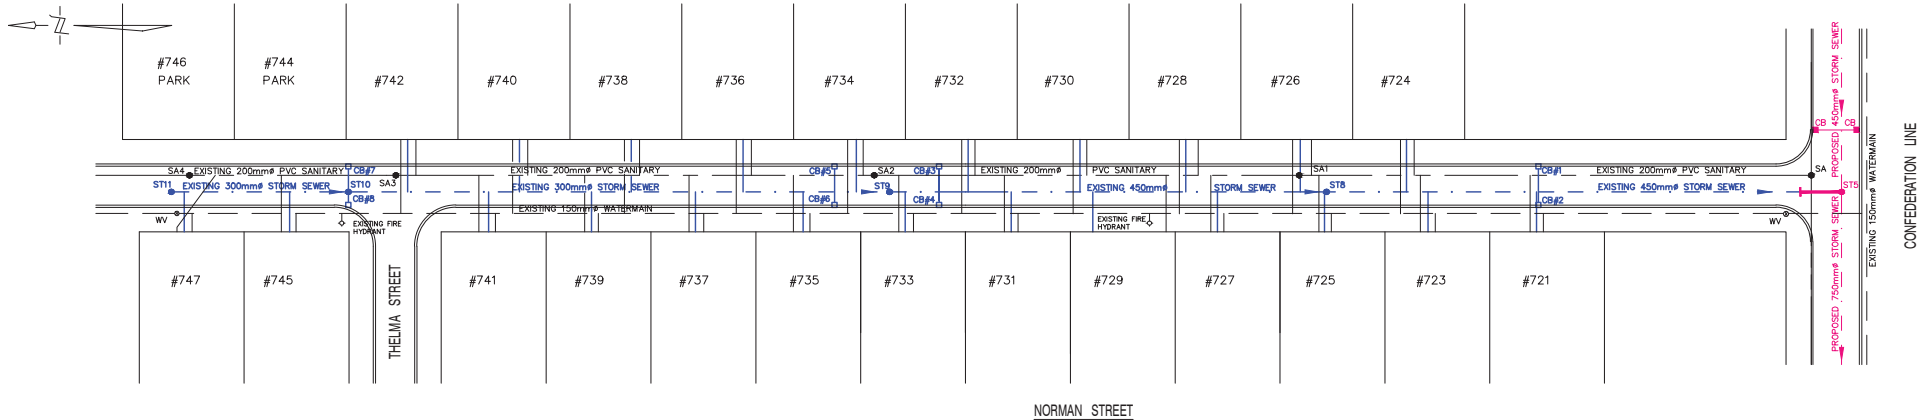 Z
#746
PARK
#744
PARK
#742
#740
#738
#736
#734
#732
#730
#728
#726
#724
PROPOSED 450mmø STORM SEWER
CB
CB
SA4
EXISTING 200mmø PVC SANITARY
CB#7
SA3
EXISTING 200mmø PVC SANITARY
CB#5
SA2
CB#3
EXISTING 200mmø
PVC SANITARY
SA1
CB#1
EXISTING 200mmø PVC SANITARY
SA
ST11
EXISTING 300mmø STORM SEWER
ST10
EXISTING 300mmø STORM SEWER
ST9
EXISTING 450mmø
STORM SEWER
ST8
EXISTING 450mmø STORM SEWER
ST5
CB#8
CB#6
CB#4
CB#2
EXISTING 150mmø WATERMAIN
WV
EXISTING FIRE
HYDRANT
EXISTING FIRE
HYDRANT
WV
PROPOSED 750mmø STORM SEWER
EXISTING 150mmø WATERMAIN
CONFEDERATION LINE
#747
#745
THELMA STREET
#741
#739
#737
#735
#733
#731
#729
#727
#725
#723
#721
NORMAN STREET